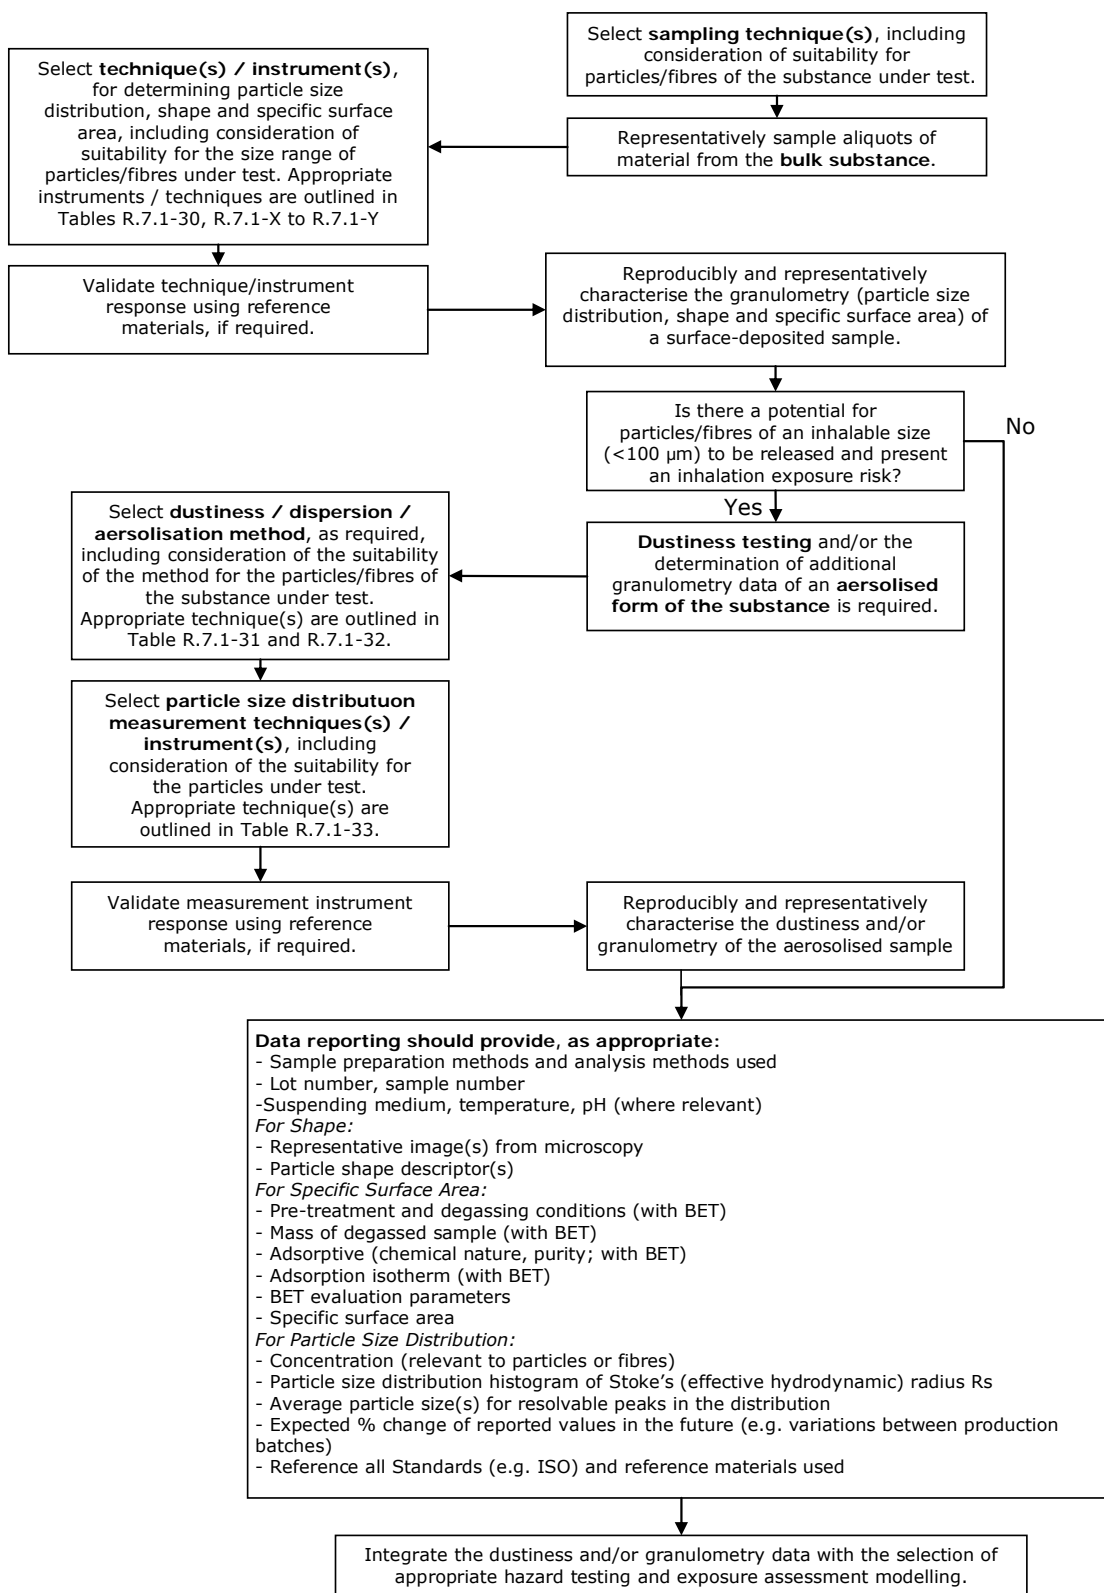 Select sampling technique(s), including
consideration of suitability for
particles/fibres of the substance under test.
Representatively sample aliquots of
material from the bulk substance.
Select technique(s) / instrument(s),
for determining particle size
distribution, shape and specific surface
area, including consideration of
suitability for the size range of
particles/fibres under test. Appropriate
instruments / techniques are outlined in
Tables R.7.1-30, R.7.1-X to R.7.1-Y
Validate technique/instrument
response using reference
materials, if required.
Reproducibly and representatively
characterise the granulometry (particle size
distribution, shape and specific surface area) of
a surface-deposited sample.
Is there a potential for
particles/fibres of an inhalable size
(<100 µm) to be released and present
an inhalation exposure risk?
No
Yes
Dustiness testing and/or the
determination of additional
granulometry data of an aersolised
form of the substance is required.
Select dustiness / dispersion /
aersolisation method, as required,
including consideration of the suitability
of the method for the particles/fibres of
the substance under test.
Appropriate technique(s) are outlined in
Table R.7.1-31 and R.7.1-32.
Select particle size distributuon
measurement techniques(s) /
instrument(s), including
consideration of the suitability for
the particles under test.
Appropriate technique(s) are
outlined in Table R.7.1-33.
Validate measurement instrument
response using reference
materials, if required.
Reproducibly and representatively
characterise the dustiness and/or
granulometry of the aerosolised sample
Data reporting should provide, as appropriate:
- Sample preparation methods and analysis methods used
- Lot number, sample number
-Suspending medium, temperature, pH (where relevant)
For Shape:
- Representative image(s) from microscopy
- Particle shape descriptor(s)
For Specific Surface Area:
- Pre-treatment and degassing conditions (with BET)
- Mass of degassed sample (with BET)
- Adsorptive (chemical nature, purity; with BET)
- Adsorption isotherm (with BET)
- BET evaluation parameters
- Specific surface area
For Particle Size Distribution:
- Concentration (relevant to particles or fibres)
- Particle size distribution histogram of Stoke's (effective hydrodynamic) radius Rs
- Average particle size(s) for resolvable peaks in the distribution
- Expected % change of reported values in the future (e.g. variations between production
batches)
- Reference all Standards (e.g. ISO) and reference materials used
Integrate the dustiness and/or granulometry data with the selection of
appropriate hazard testing and exposure assessment modelling.